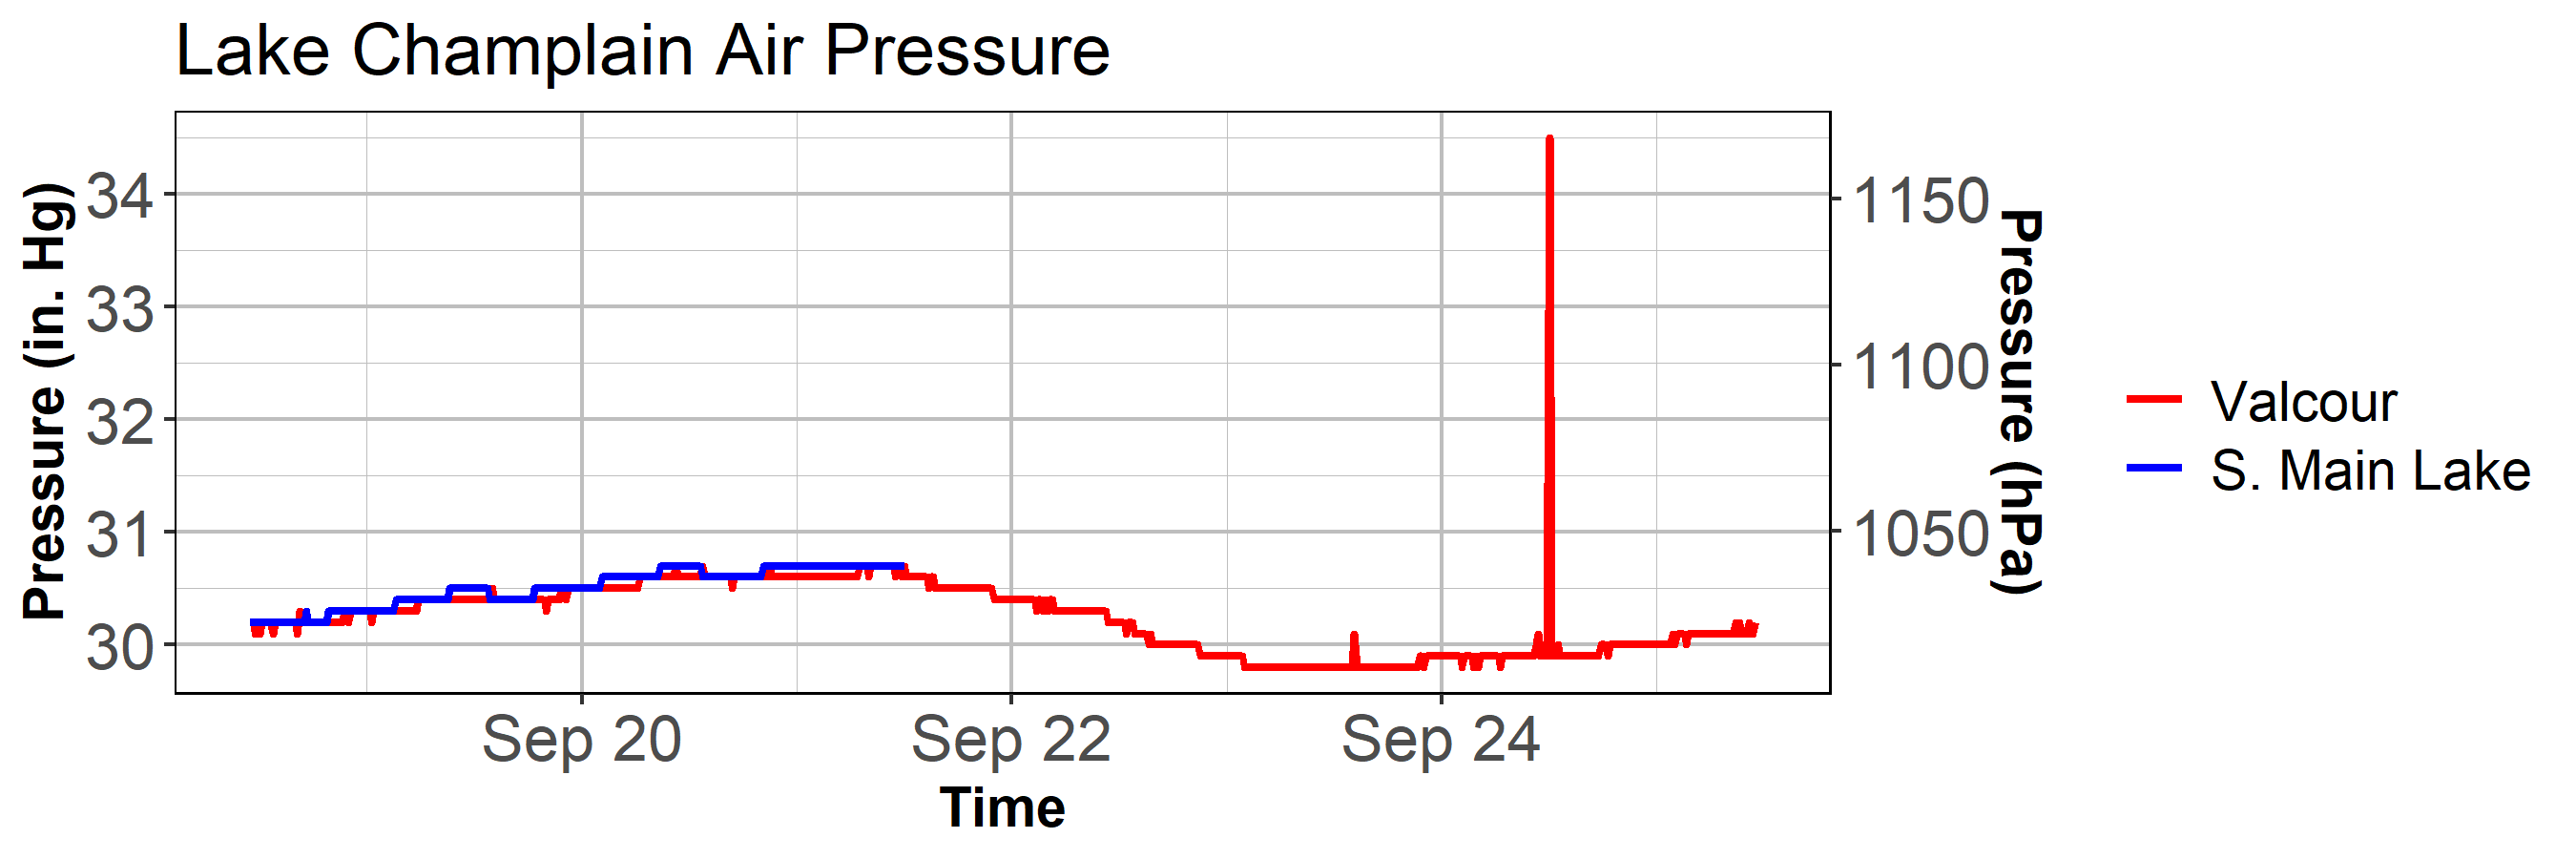 Lake Champlain Air Pressure
Pressure (in. Hg)
34
33
32
31
30
1150
1100
1050
Pressure (hPa)
Sep 20
Sep 22
Sep 24
Time
Valcour
S. Main Lake